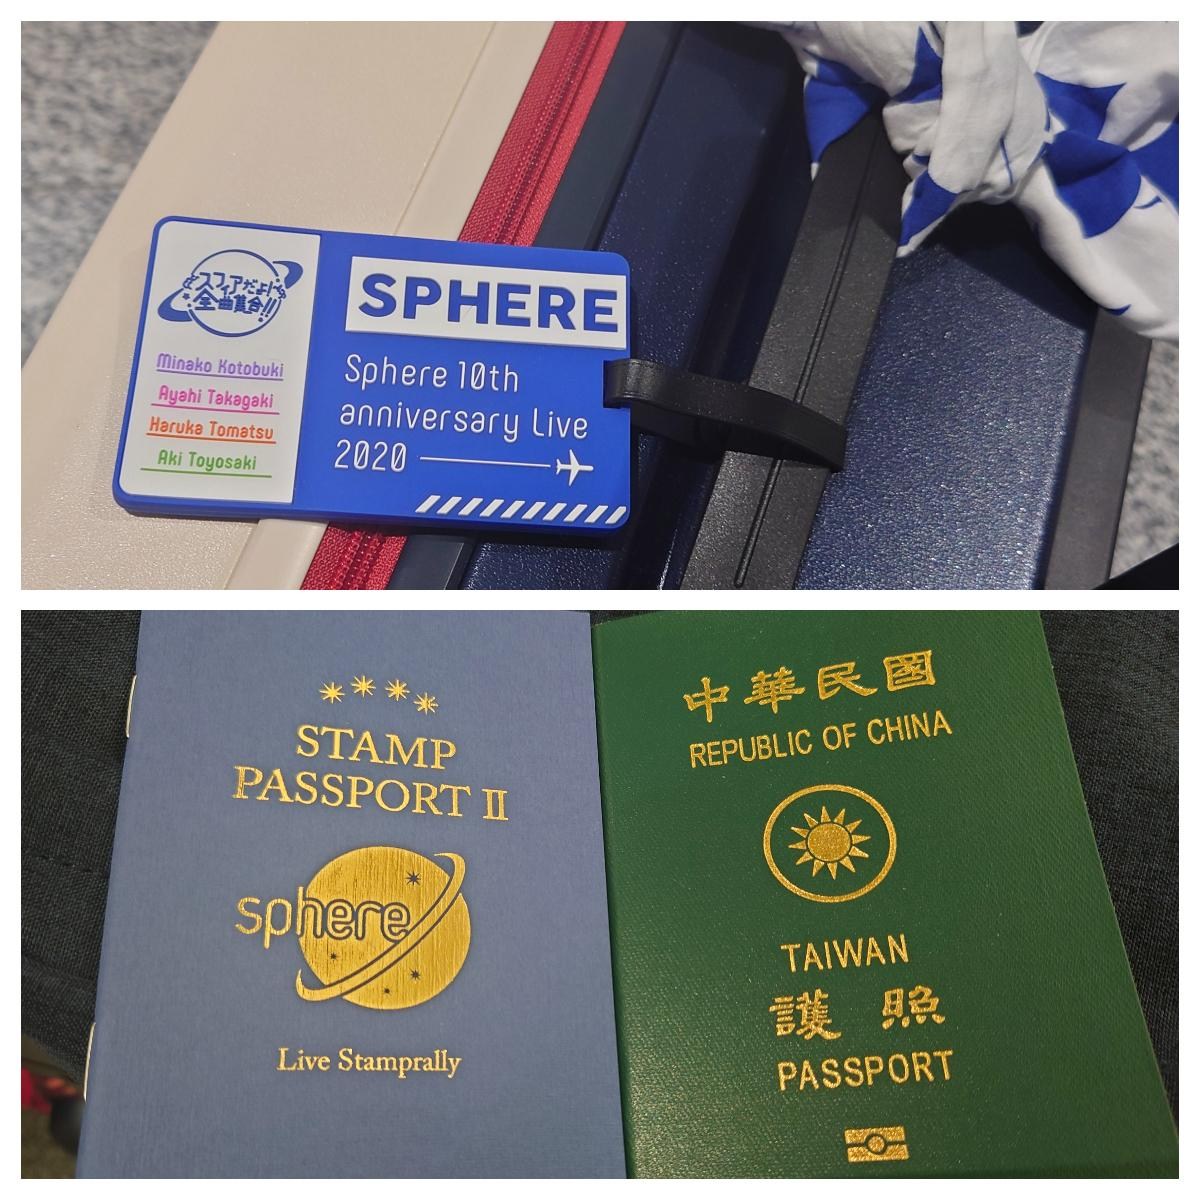 スフィアだよ!
全曲集合!!!
Minako Kotobuki
Ayahi Takagaki
Haruka Tomatsu
Aki Toyosaki
SPHERE
Sphere 10th
anniversary Live
2020
STAMP
PASSPORT II
sphere
Live Stamprally
中華民國
REPUBLIC OF CHINA
TAIWAN
護照
PASSPORT